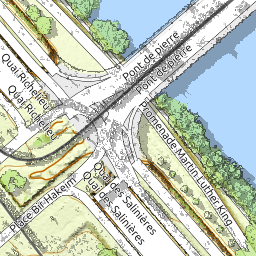 Pont de pierre
Pont de pierre
Quai Richelieu
Quai Richelieu
Promenade Martin Luther King
Place Bir Hakeim
Quai des Salinières
Quai des Salinières